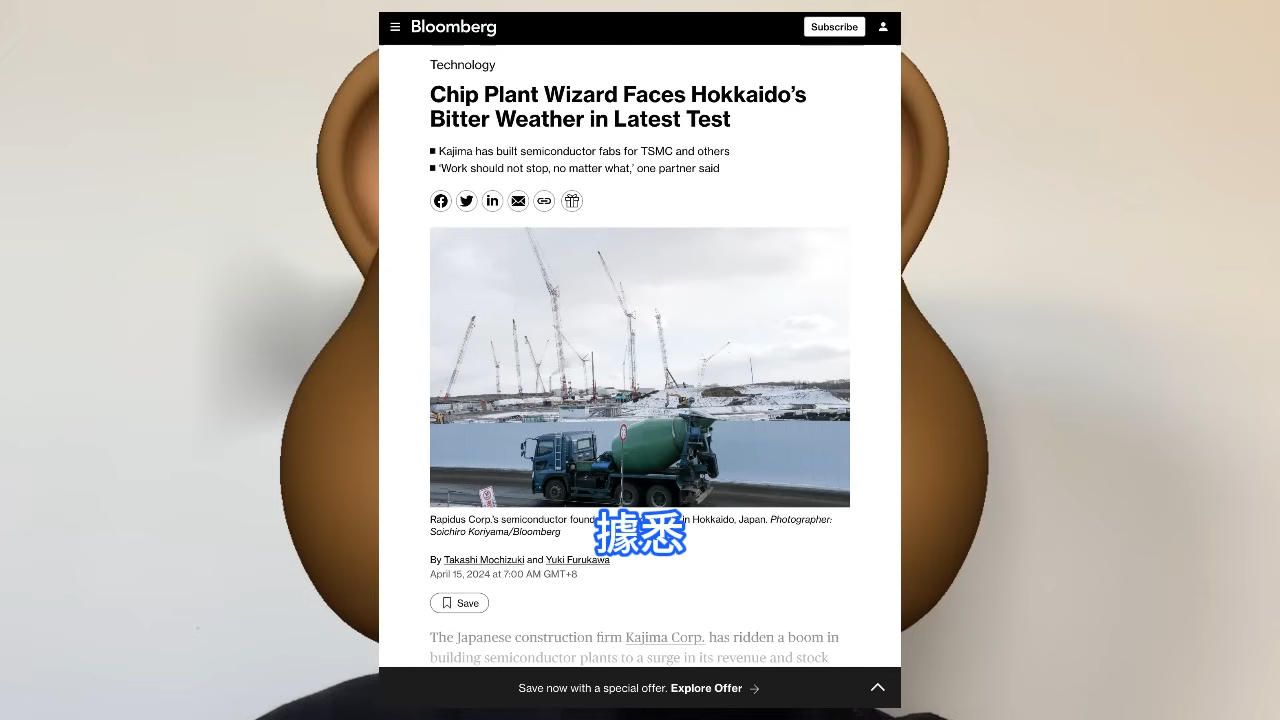 Bloomberg
Subscribe
Technology
Chip Plant Wizard Faces Hokkaido’s
Bitter Weather in Latest Test
■ Kajima has built semiconductor fabs for TSMC and others
■ ‘Work should not stop, no matter what,’ one partner said
Rapidus Corp.'s semiconductor in Hokkaido, Japan. Photographer:
Soichiro Koriyama/Bloomberg
據悉
By Takashi Mochizuki and Yuki Furukawa
April 15, 2024 at 7:00 AM GMT+8
Save
The Japanese construction firm Kajima Corp. has ridden a boom in
building semiconductor plants to a surge in its revenue and stock
Save now with a special offer. Explore Offer →